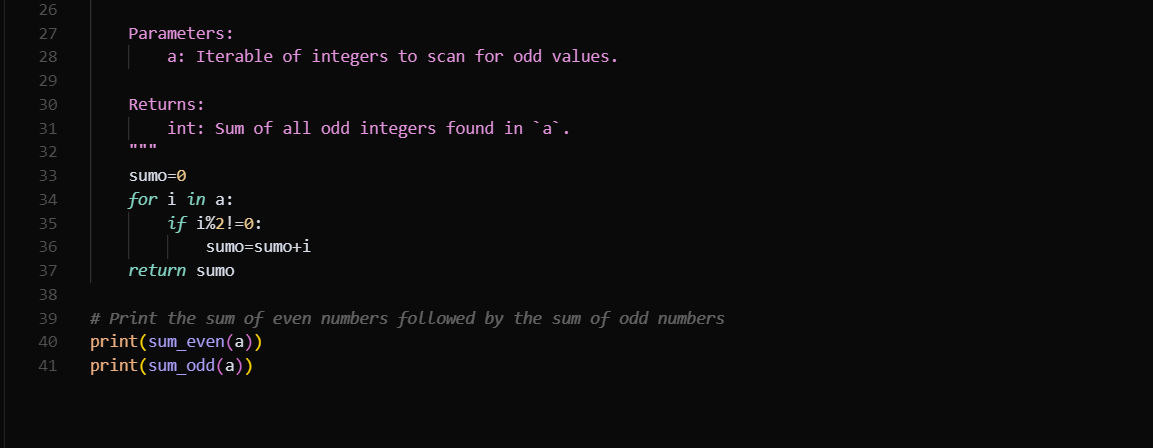 26
27 Parameters:
28 a: Iterable of integers to scan for odd values.
29
30 Returns:
31 int: Sum of all odd integers found in `a`.
32 """
33 sumo=0
34 for i in a:
35 if i%2!=0:
36 sumo=sumo+i
37 return sumo
38
39 # Print the sum of even numbers followed by the sum of odd numbers
40 print(sum_even(a))
41 print(sum_odd(a))